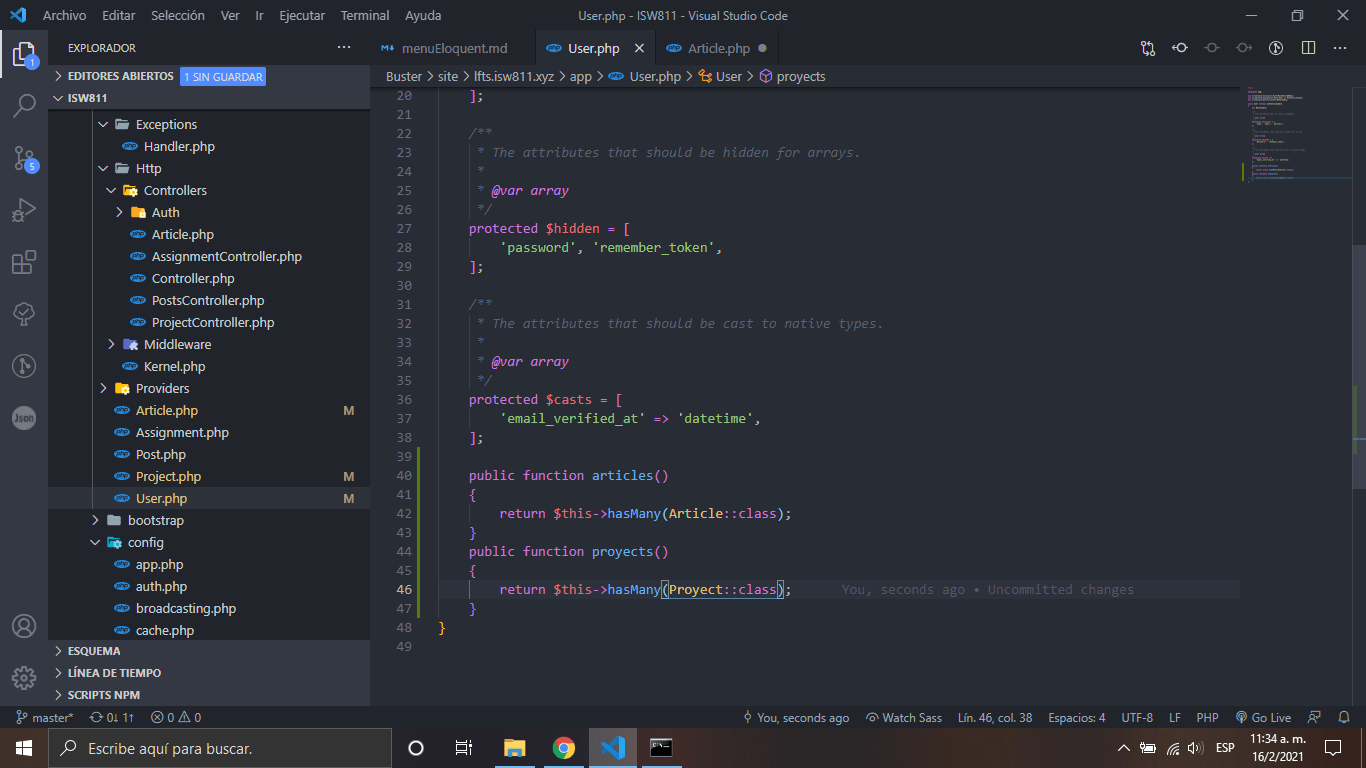 Archivo Editar Selección Ver Ir Ejecutar Terminal Ayuda
User.php - ISW811 - Visual Studio Code
EXPLORADOR
EDITORES ABIERTOS 1 SIN GUARDAR
ISW811
Exceptions
Handler.php
Http
Controllers
Auth
Article.php
AssignmentController.php
Controller.php
PostsController.php
ProjectController.php
Middleware
Kernel.php
Providers
Article.php M
Assignment.php
Post.php
Project.php M
User.php M
bootstrap
config
app.php
auth.php
broadcasting.php
cache.php
ESQUEMA
LÍNEA DE TIEMPO
SCRIPTS NPM
1
5
Json
menuEloquent.md User.php Article.php
Buster > site > lfts.isw811.xyz > app > User.php > User > proyects
20 ];
21
22 /**
23 * The attributes that should be hidden for arrays.
24 *
25 * @var array
26 */
27 protected $hidden = [
28 'password', 'remember_token',
29 ];
30
31 /**
32 * The attributes that should be cast to native types.
33 *
34 * @var array
35 */
36 protected $casts = [
37 'email_verified_at' => 'datetime',
38 ];
39
40 public function articles()
41 {
42 return $this->hasMany(Article::class);
43 }
44 public function proyects()
45 {
46 return $this->hasMany(Proyect::class); You, seconds ago • Uncommitted changes
47 }
48 }
49
master* 0↓ 1↑ 0 0 You, seconds ago Watch Sass Lín. 46, col. 38 Espacios: 4 UTF-8 LF PHP Go Live
Escribe aquí para buscar.
ESP
11:34 a. m.
16/2/2021